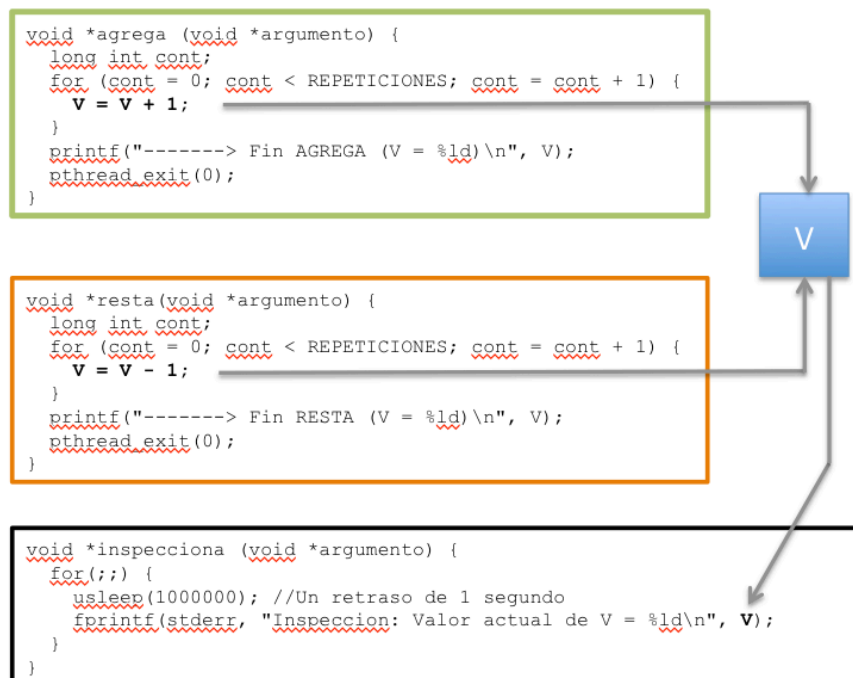 void *agrega (void *argumento) {
  long int cont;
  for (cont = 0; cont < REPETICIONES; cont = cont + 1) {
    V = V + 1;
  }
  printf("-------> Fin AGREGA (V = %ld)\n", V);
  pthread_exit(0);
}
V
void *resta(void *argumento) {
  long int cont;
  for (cont = 0; cont < REPETICIONES; cont = cont + 1) {
    V = V - 1;
  }
  printf("-------> Fin RESTA (V = %ld)\n", V);
  pthread_exit(0);
}
void *inspecciona (void *argumento) {
  for(;;) {
    usleep(1000000); //Un retraso de 1 segundo
    fprintf(stderr, "Inspeccion: Valor actual de V = %ld\n", V);
  }
}